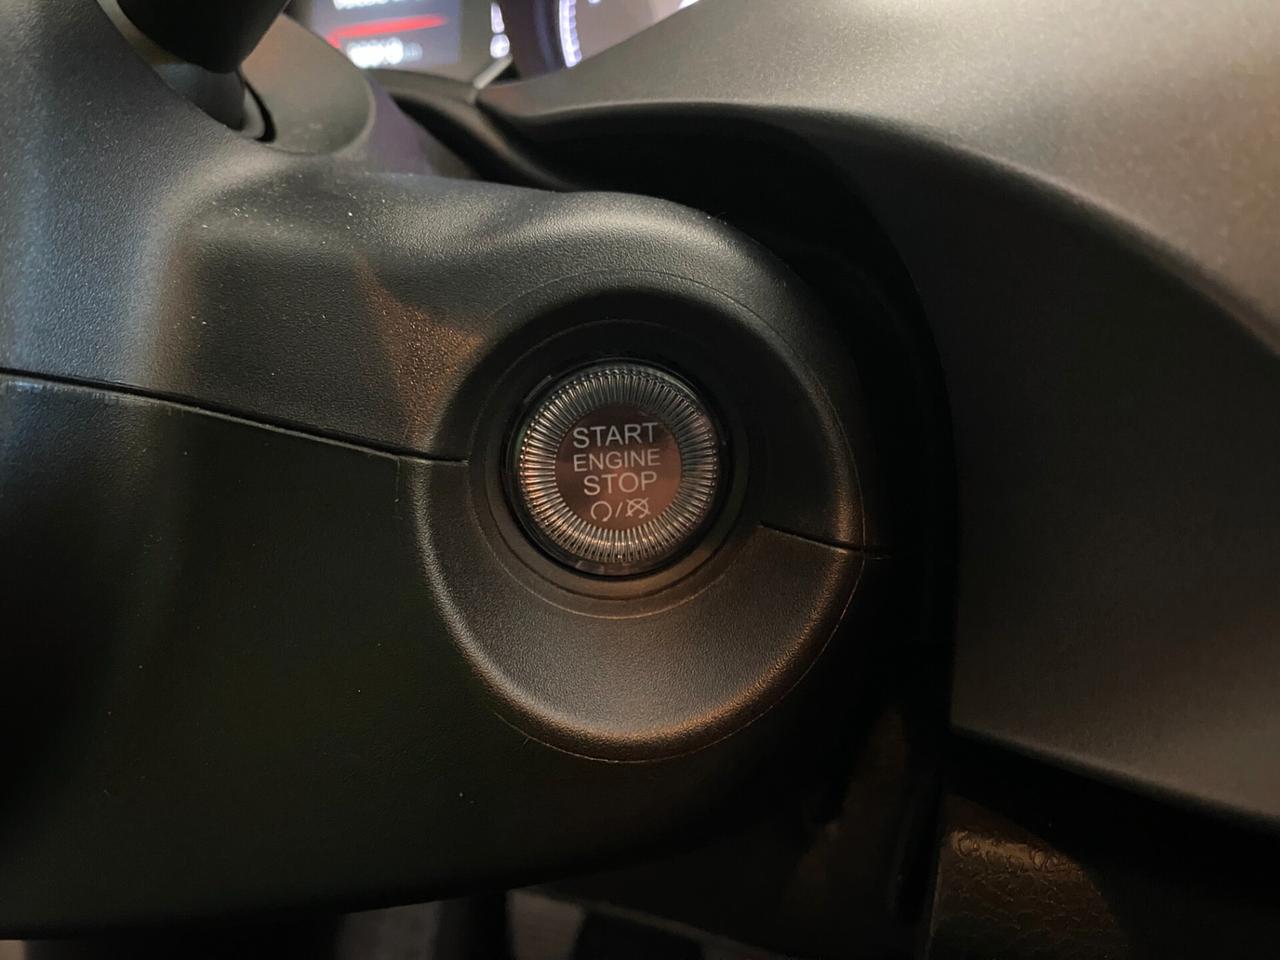 START
ENGINE
STOP
/